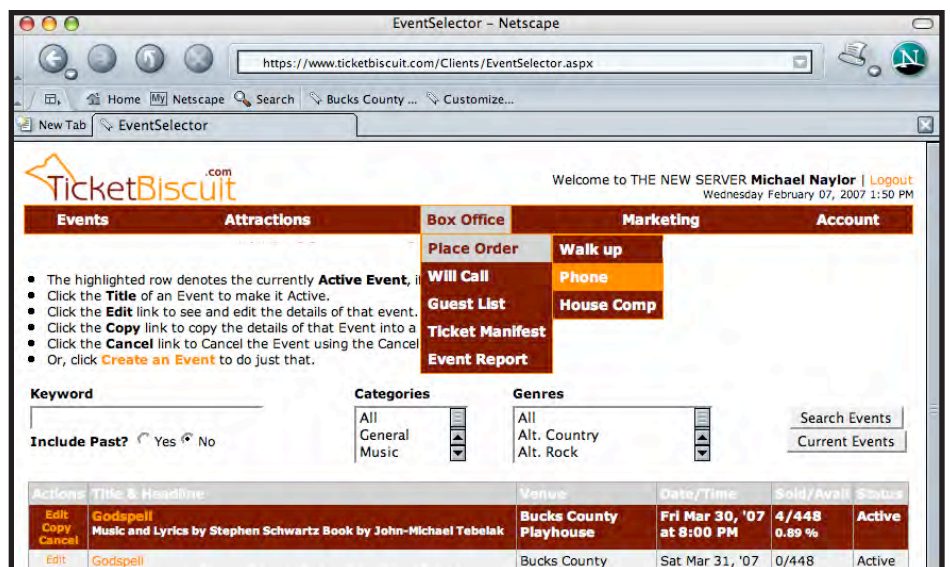 EventSelector – Netscape
https://www.ticketbiscuit.com/Clients/EventSelector.aspx
N
Home My Netscape Search Bucks County ... Customize...
New Tab EventSelector
TicketBiscuit.com
Welcome to THE NEW SERVER Michael Naylor | Logout
Wednesday February 07, 2007 1:50 PM
Events Attractions Box Office Marketing Account
Place Order Walk up
Will Call Phone
Guest List House Comp
Ticket Manifest
Event Report
• The highlighted row denotes the currently Active Event,
• Click the Title of an Event to make it Active.
• Click the Edit link to see and edit the details of that event.
• Click the Copy link to copy the details of that Event into a
• Click the Cancel link to Cancel the Event using the Cancel
• Or, click Create an Event to do just that.
Keyword Categories Genres
All All
General Alt. Country
Music Alt. Rock
Include Past? Yes No
Search Events
Current Events
Actions Title & Headline Venue Date/Time Sold/Avail Status
Edit Godspell Bucks County Fri Mar 30, '07 4/448 Active
Copy Music and Lyrics by Stephen Schwartz Book by John-Michael Tebelak Playhouse at 8:00 PM 0.89 %
Cancel
Edit Godspell Bucks County Sat Mar 31, '07 0/448 Active